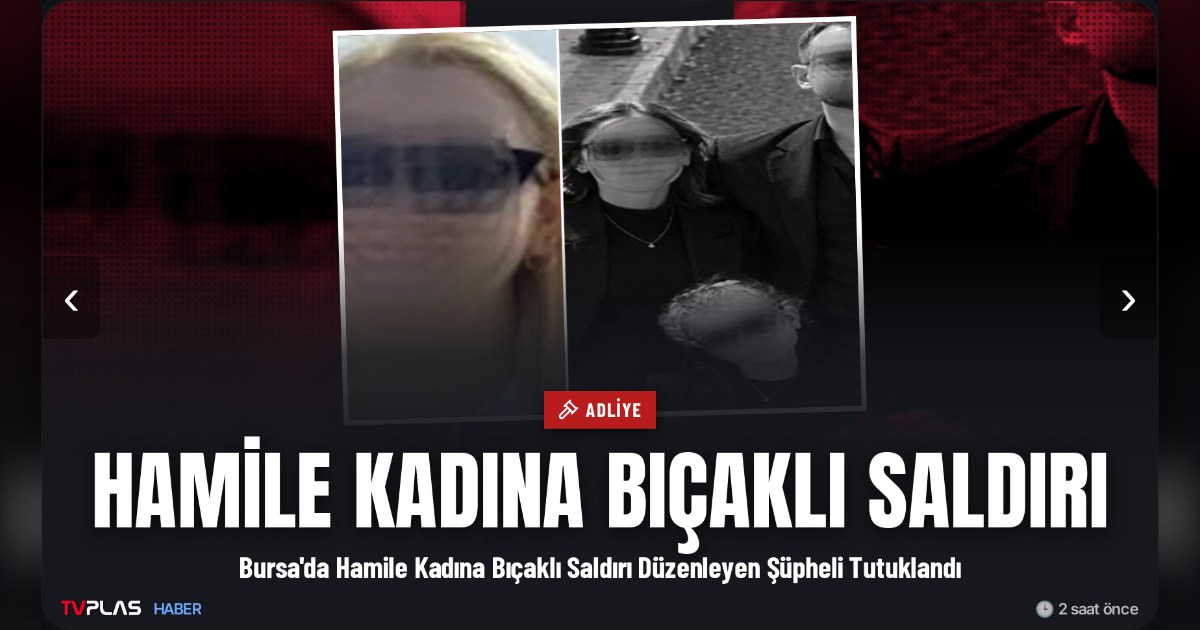 ADLİYE
HAMİLE KADINA BIÇAKLI SALDIRI
Bursa'da Hamile Kadına Bıçaklı Saldırı Düzenleyen Şüpheli Tutuklandı
TVPLAS HABER
2 saat önce